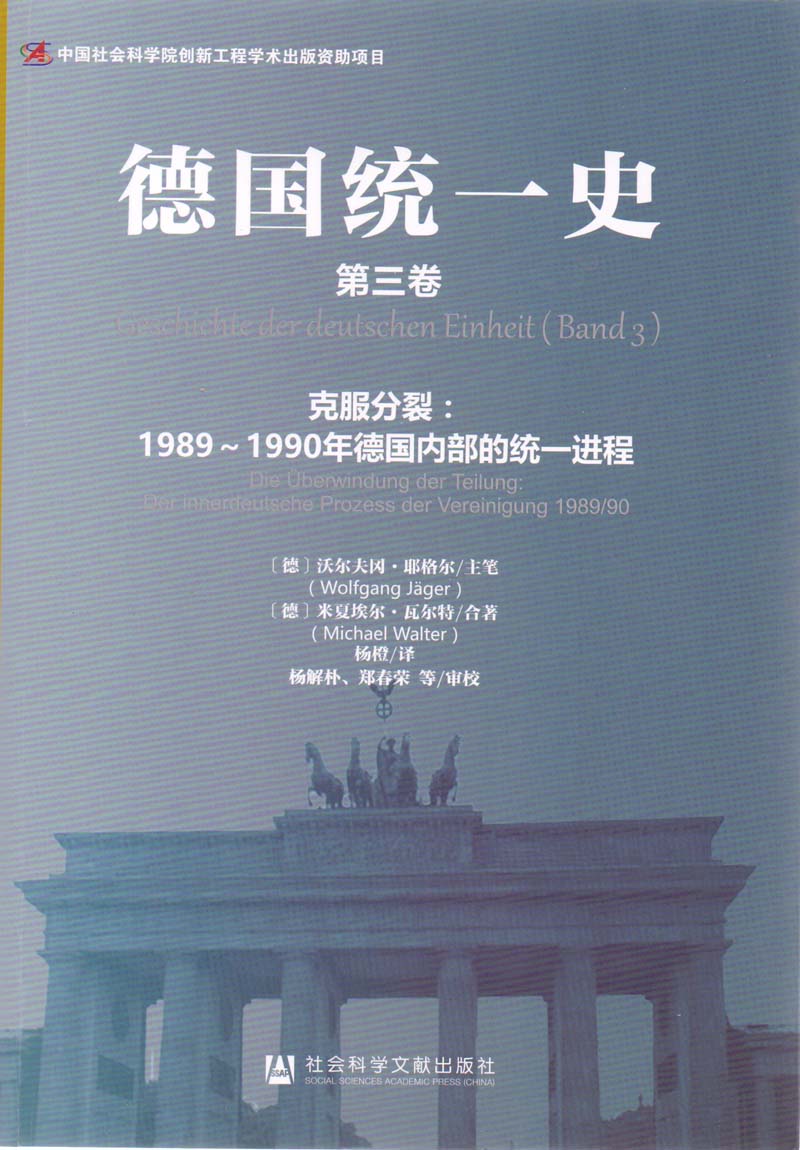 中国社会科学院创新工程学术出版资助项目
德国统一史
第三卷
Geschichte der deutschen Einheit ( Band 3 )
克服分裂：
1989～1990年德国内部的统一进程
Die Überwindung der Teilung:
Der innerdeutsche Prozess der Vereinigung 1989/90
〔德〕沃尔夫冈·耶格尔/主笔
( Wolfgang Jäger )
〔德〕米夏埃尔·瓦尔特/合著
( Michael Walter )
杨橙/译
杨解朴、郑春荣 等/审校
SSAP
社会科学文献出版社
SOCIAL SCIENCES ACADEMIC PRESS (CHINA)